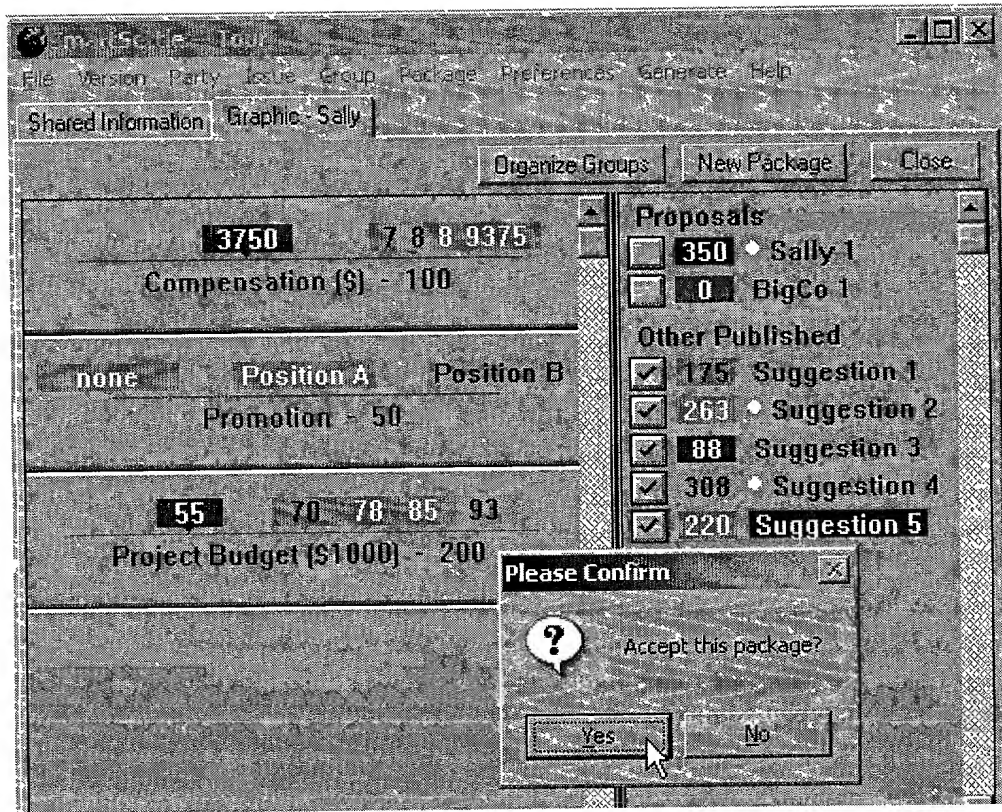 Tour
File Version Party Issue Group Package Preferences Generate Help
Shared Information Graphic - Sally
Organize Groups New Package Close
3750 7 8 8 9375
Compensation ($) - 100
none Position A Position B
Promotion - 50
55 70 78 85 93
Project Budget ($1000) - 200
Proposals
350 Sally 1
0 BigCo 1
Other Published
175 Suggestion 1
263 Suggestion 2
88 Suggestion 3
308 Suggestion 4
220 Suggestion 5
Please Confirm
? Accept this package?
Yes No